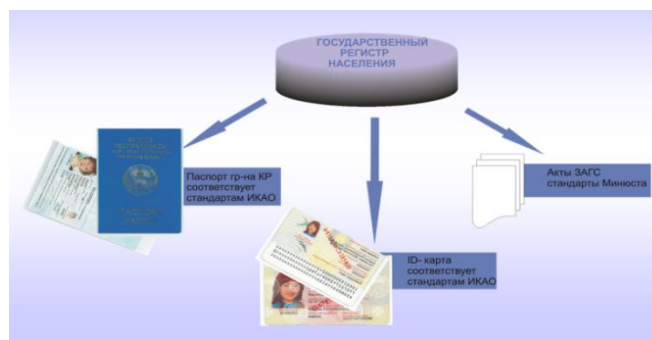 ГОСУДАРСТВЕННЫЙ
РЕГИСТР
НАСЕЛЕНИЯ
Паспорт гр-на КР
соответствует
стандартам ИКАО
Акты ЗАГС
стандарты Минюста
ID- карта
соответствует
стандартам ИКАО